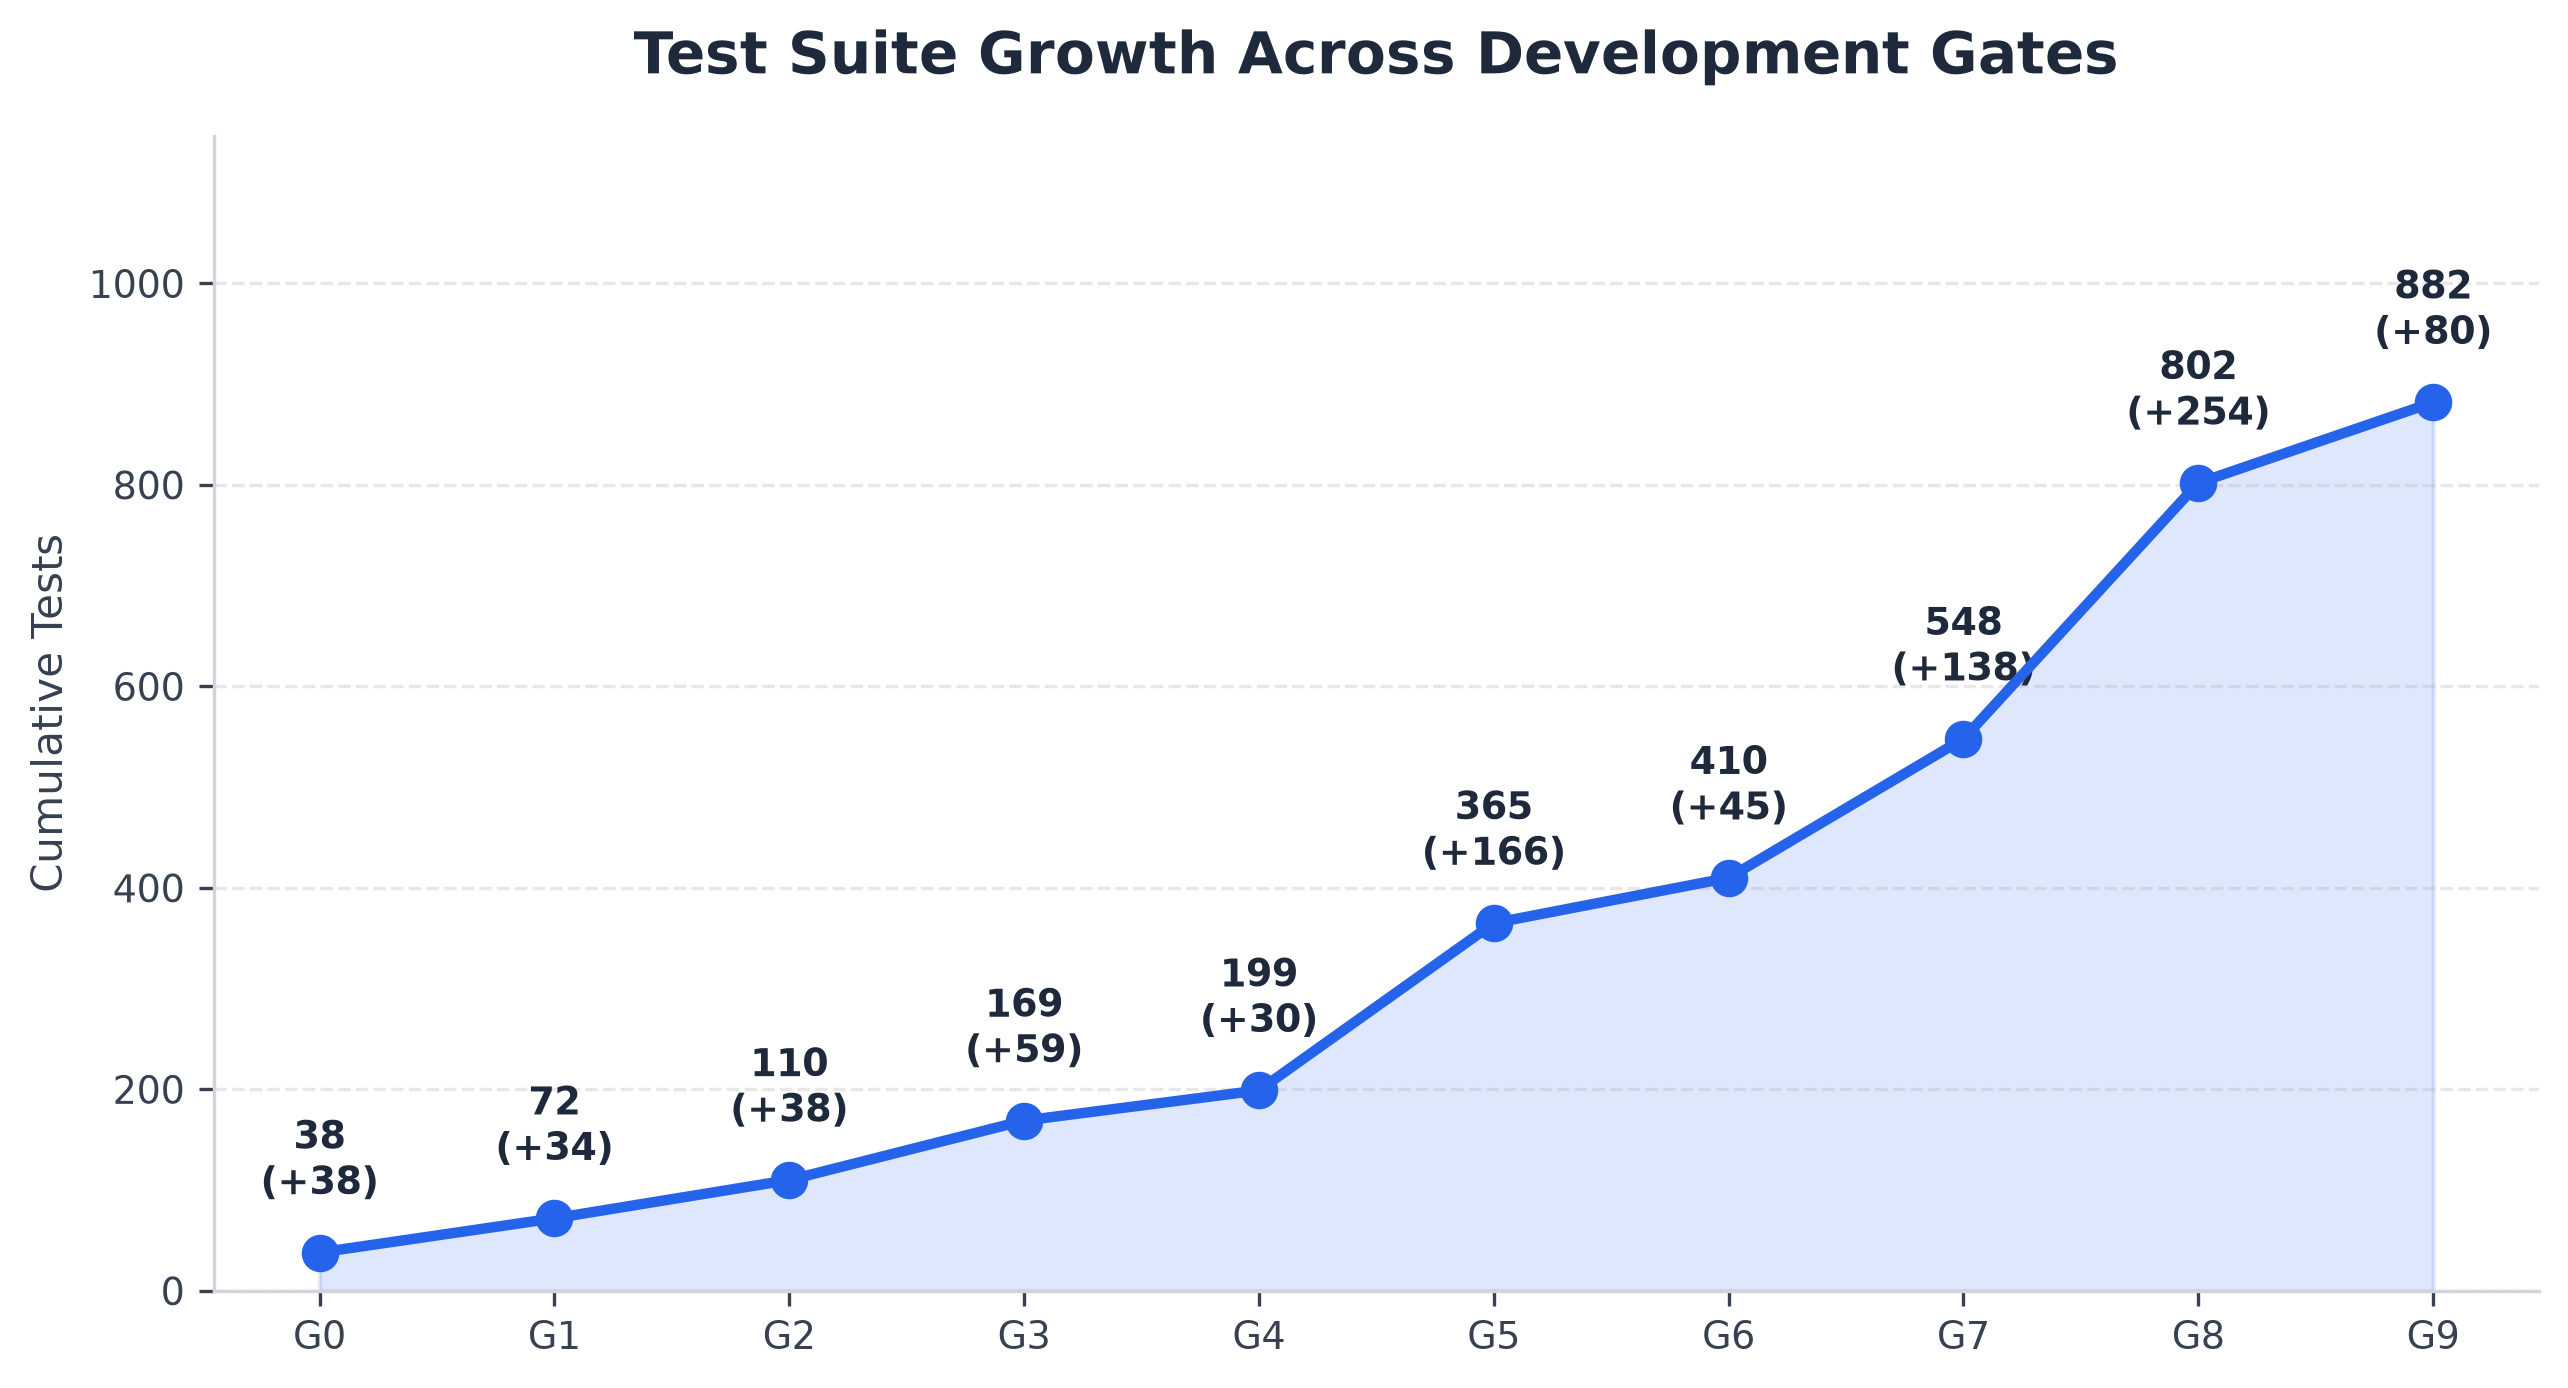 Test Suite Growth Across Development Gates
Cumulative Tests
1000
800
600
400
200
0
38
(+38)
72
(+34)
110
(+38)
169
(+59)
199
(+30)
365
(+166)
410
(+45)
548
(+138)
802
(+254)
882
(+80)
G0
G1
G2
G3
G4
G5
G6
G7
G8
G9